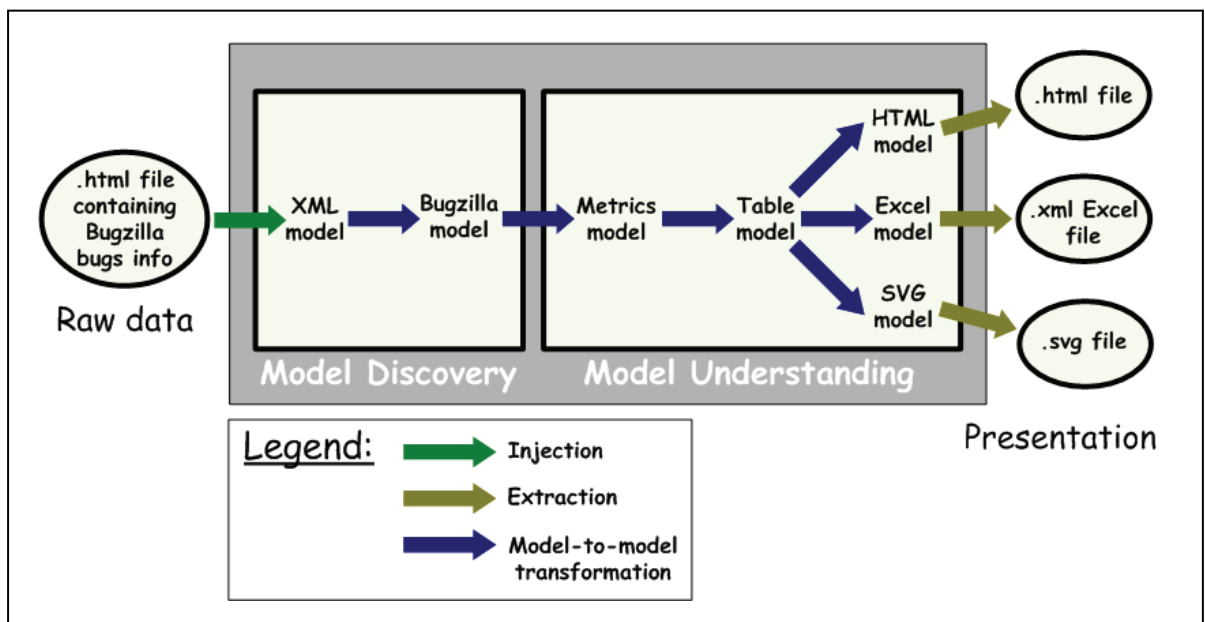 .html file
containing
Bugzilla
bugs info
Raw data
XML
model
Bugzilla
model
Model Discovery
Metrics
model
Table
model
HTML
model
Excel
model
SVG
model
Model Understanding
.html file
.xml Excel
file
.svg file
Presentation
Legend:
Injection
Extraction
Model-to-model
transformation